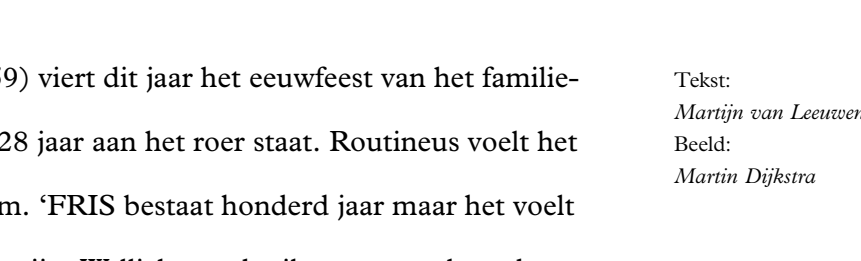 59) viert dit jaar het eeuwfeest van het familie-
28 jaar aan het roer staat. Routineus voelt het
m. ‘FRIS bestaat honderd jaar maar het voelt
Tekst:
Martijn van Leeuwen
Beeld:
Martin Dijkstra